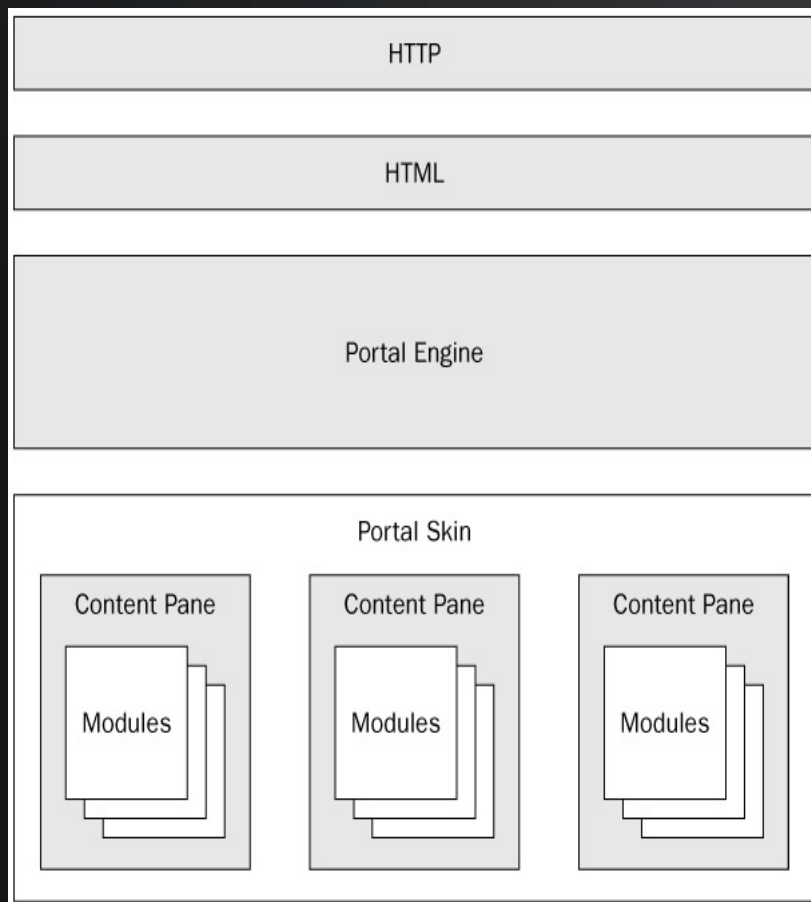 HTTP
HTML
Portal Engine
Portal Skin
Content Pane
Modules
Content Pane
Modules
Content Pane
Modules